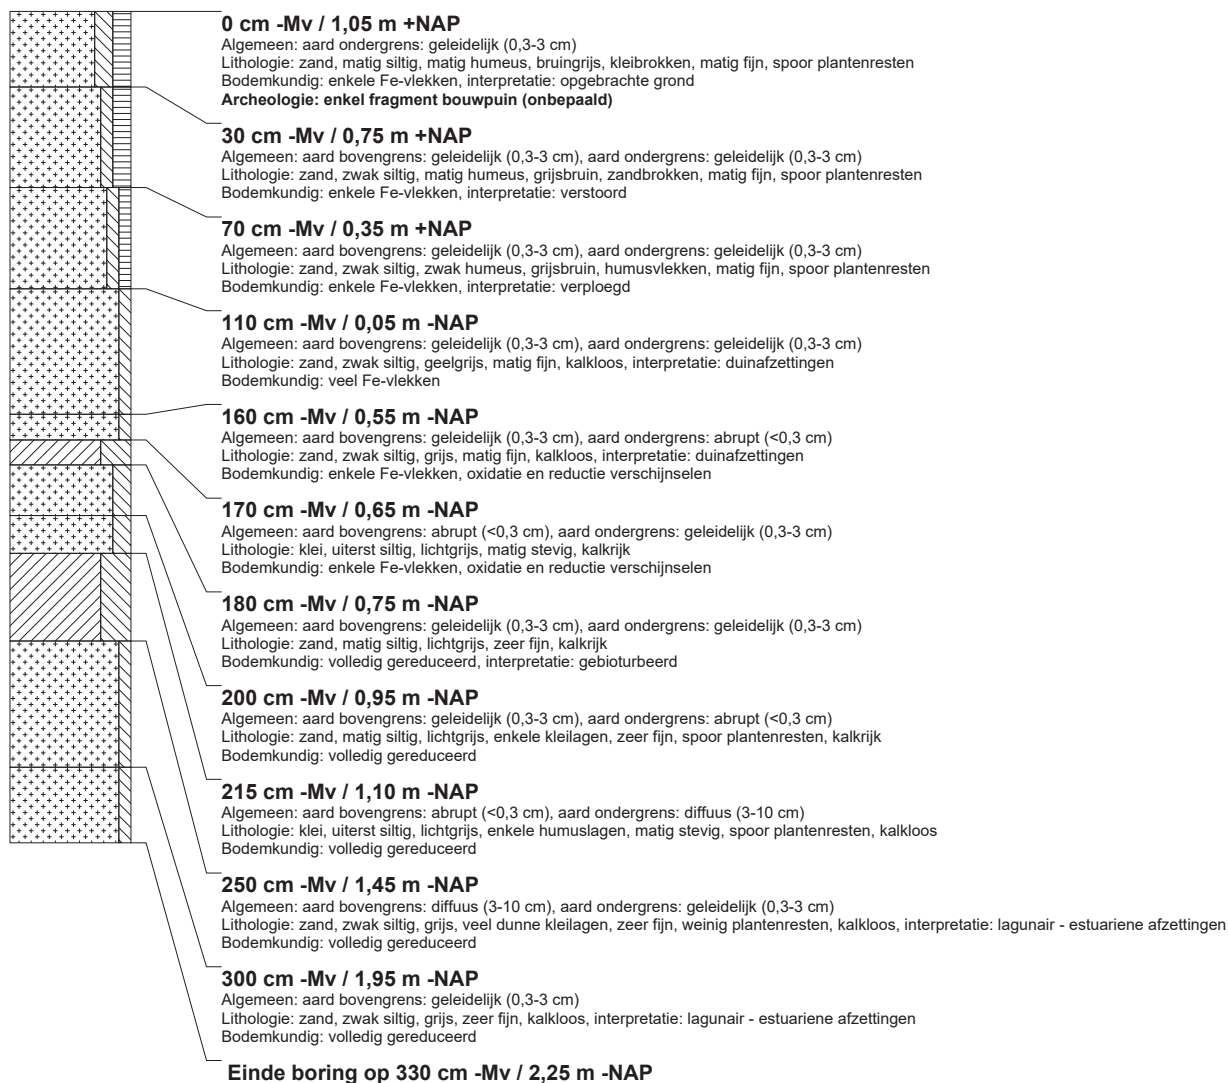 0 cm -Mv / 1,05 m +NAP
Algemeen: aard ondergrens: geleidelijk (0,3-3 cm)
Lithologie: zand, matig siltig, matig humeus, bruingrijs, kleibrokken, matig fijn, spoor plantenresten
Bodemkundig: enkele Fe-vlekken, interpretatie: opgebrachte grond
Archeologie: enkel fragment bouwpuin (onbepaald)
30 cm -Mv / 0,75 m +NAP
Algemeen: aard bovengrens: geleidelijk (0,3-3 cm), aard ondergrens: geleidelijk (0,3-3 cm)
Lithologie: zand, zwak siltig, matig humeus, grijsbruin, zandbrokken, matig fijn, spoor plantenresten
Bodemkundig: enkele Fe-vlekken, interpretatie: verstoord
70 cm -Mv / 0,35 m +NAP
Algemeen: aard bovengrens: geleidelijk (0,3-3 cm), aard ondergrens: geleidelijk (0,3-3 cm)
Lithologie: zand, zwak siltig, zwak humeus, grijsbruin, humusvlekken, matig fijn, spoor plantenresten
Bodemkundig: enkele Fe-vlekken, interpretatie: verploegd
110 cm -Mv / 0,05 m -NAP
Algemeen: aard bovengrens: geleidelijk (0,3-3 cm), aard ondergrens: geleidelijk (0,3-3 cm)
Lithologie: zand, zwak siltig, geelgrijs, matig fijn, kalkloos, interpretatie: duinafzettingen
Bodemkundig: veel Fe-vlekken
160 cm -Mv / 0,55 m -NAP
Algemeen: aard bovengrens: geleidelijk (0,3-3 cm), aard ondergrens: abrupt (<0,3 cm)
Lithologie: zand, zwak siltig, grijs, matig fijn, kalkloos, interpretatie: duinafzettingen
Bodemkundig: enkele Fe-vlekken, oxidatie en reductie verschijnselen
170 cm -Mv / 0,65 m -NAP
Algemeen: aard bovengrens: abrupt (<0,3 cm), aard ondergrens: geleidelijk (0,3-3 cm)
Lithologie: klei, uiterst siltig, lichtgrijs, matig stevig, kalkrijk
Bodemkundig: enkele Fe-vlekken, oxidatie en reductie verschijnselen
180 cm -Mv / 0,75 m -NAP
Algemeen: aard bovengrens: geleidelijk (0,3-3 cm), aard ondergrens: geleidelijk (0,3-3 cm)
Lithologie: zand, matig siltig, lichtgrijs, zeer fijn, kalkrijk
Bodemkundig: volledig gereduceerd, interpretatie: gebioturbeerd
200 cm -Mv / 0,95 m -NAP
Algemeen: aard bovengrens: geleidelijk (0,3-3 cm), aard ondergrens: abrupt (<0,3 cm)
Lithologie: zand, matig siltig, lichtgrijs, enkele kleilagen, zeer fijn, spoor plantenresten, kalkrijk
Bodemkundig: volledig gereduceerd
215 cm -Mv / 1,10 m -NAP
Algemeen: aard bovengrens: abrupt (<0,3 cm), aard ondergrens: diffuus (3-10 cm)
Lithologie: klei, uiterst siltig, lichtgrijs, enkele humuslagen, matig stevig, spoor plantenresten, kalkloos
Bodemkundig: volledig gereduceerd
250 cm -Mv / 1,45 m -NAP
Algemeen: aard bovengrens: diffuus (3-10 cm), aard ondergrens: geleidelijk (0,3-3 cm)
Lithologie: zand, zwak siltig, grijs, veel dunne kleilagen, zeer fijn, weinig plantenresten, kalkloos, interpretatie: lagunair - estuariene afzettingen
Bodemkundig: volledig gereduceerd
300 cm -Mv / 1,95 m -NAP
Algemeen: aard bovengrens: geleidelijk (0,3-3 cm)
Lithologie: zand, zwak siltig, grijs, zeer fijn, kalkloos, interpretatie: lagunair - estuariene afzettingen
Bodemkundig: volledig gereduceerd
Einde boring op 330 cm -Mv / 2,25 m -NAP